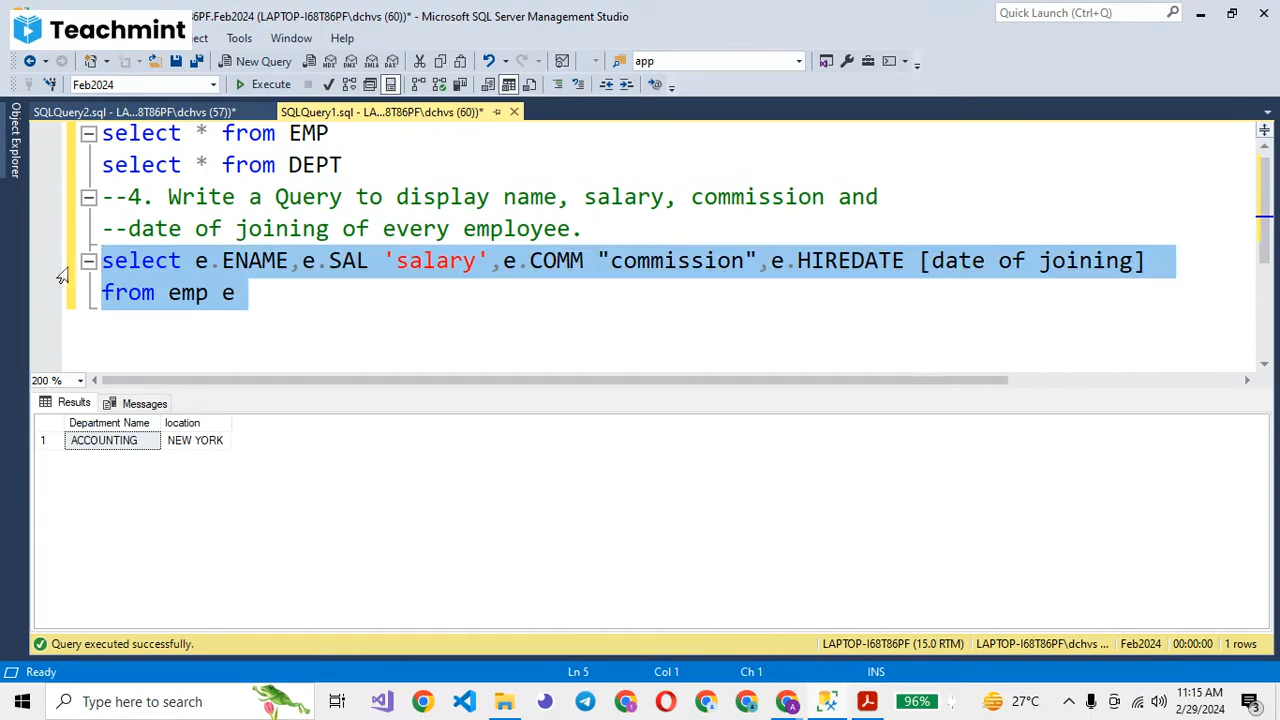 PF.Feb2024 (LAPTOP-I68T86PF\dchvs (60))* - Microsoft SQL Server Management Studio
Quick Launch (Ctrl+Q)
Teachmint
Tools Window Help
New Query
app
Feb2024
Execute
SQLQuery2.sql - LA...8T86PF\dchvs (57))*
SQLQuery1.sql - LA...8T86PF\dchvs (60))*
Object Explorer
select * from EMP
select * from DEPT
--4. Write a Query to display name, salary, commission and
--date of joining of every employee.
select e.ENAME,e.SAL 'salary',e.COMM "commission",e.HIREDATE [date of joining]
from emp e
200 %
Results Messages
Department Name location
1 ACCOUNTING NEW YORK
Query executed successfully.
LAPTOP-I68T86PF (15.0 RTM) LAPTOP-I68T86PF\dchvs ... Feb2024 00:00:00 1 rows
Ready
Ln 5 Col 1 Ch 1 INS
Type here to search
96%
27°C
11:15 AM
2/29/2024
3